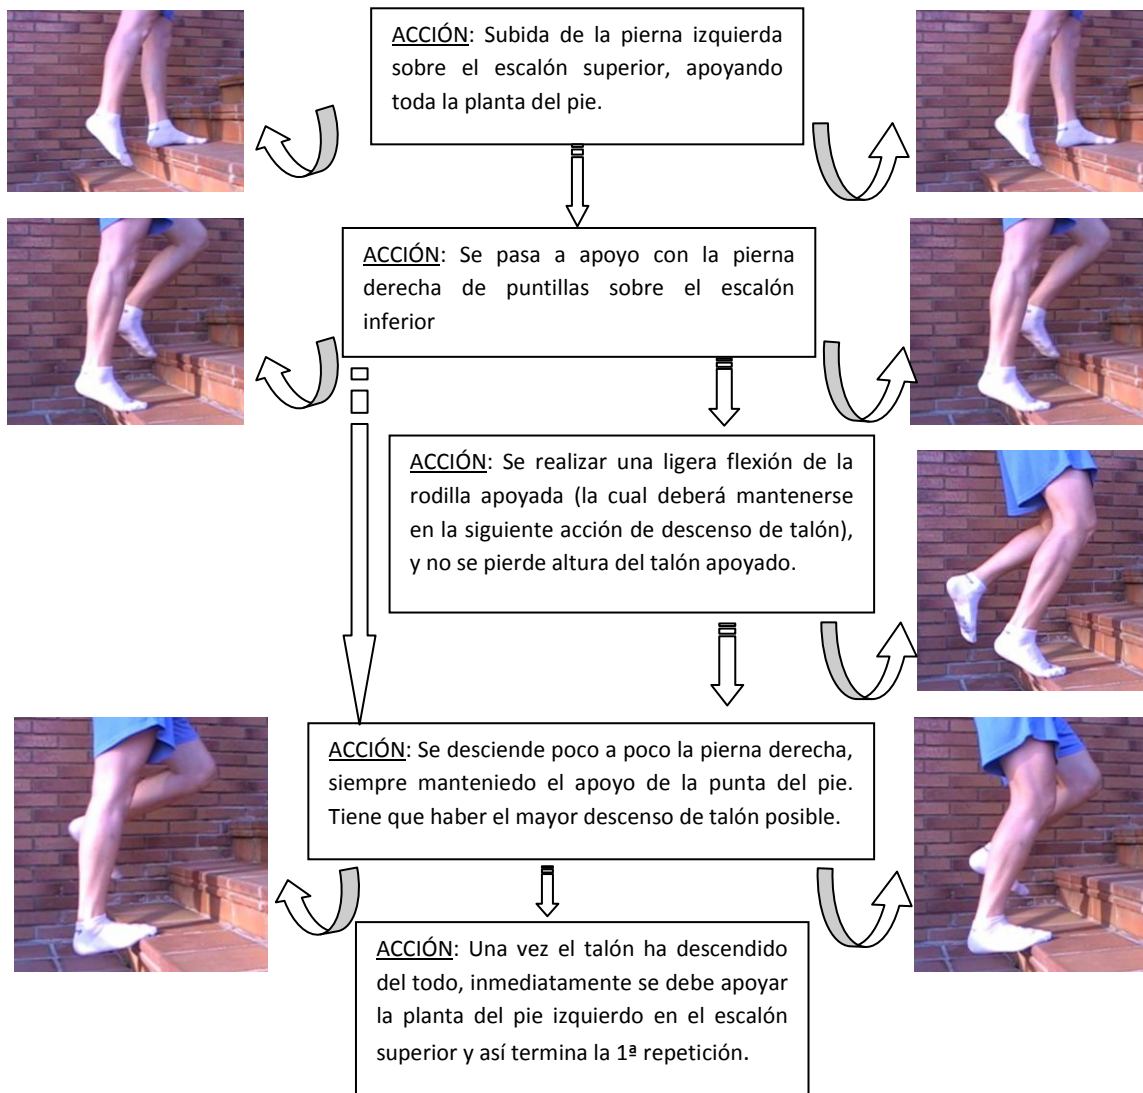 ACCIÓN: Subida de la pierna izquierda
sobre el escalón superior, apoyando
toda la planta del pie.
ACCIÓN: Se pasa a apoyo con la pierna
derecha de puntillas sobre el escalón
inferior
ACCIÓN: Se realizar una ligera flexión de la
rodilla apoyada (la cual deberá mantenerse
en la siguiente acción de descenso de talón),
y no se pierde altura del talón apoyado.
ACCIÓN: Se desciende poco a poco la pierna derecha,
siempre manteniedo el apoyo de la punta del pie.
Tiene que haber el mayor descenso de talón posible.
ACCIÓN: Una vez el talón ha descendido
del todo, inmediatamente se debe apoyar
la planta del pie izquierdo en el escalón
superior y así termina la 1ª repetición.